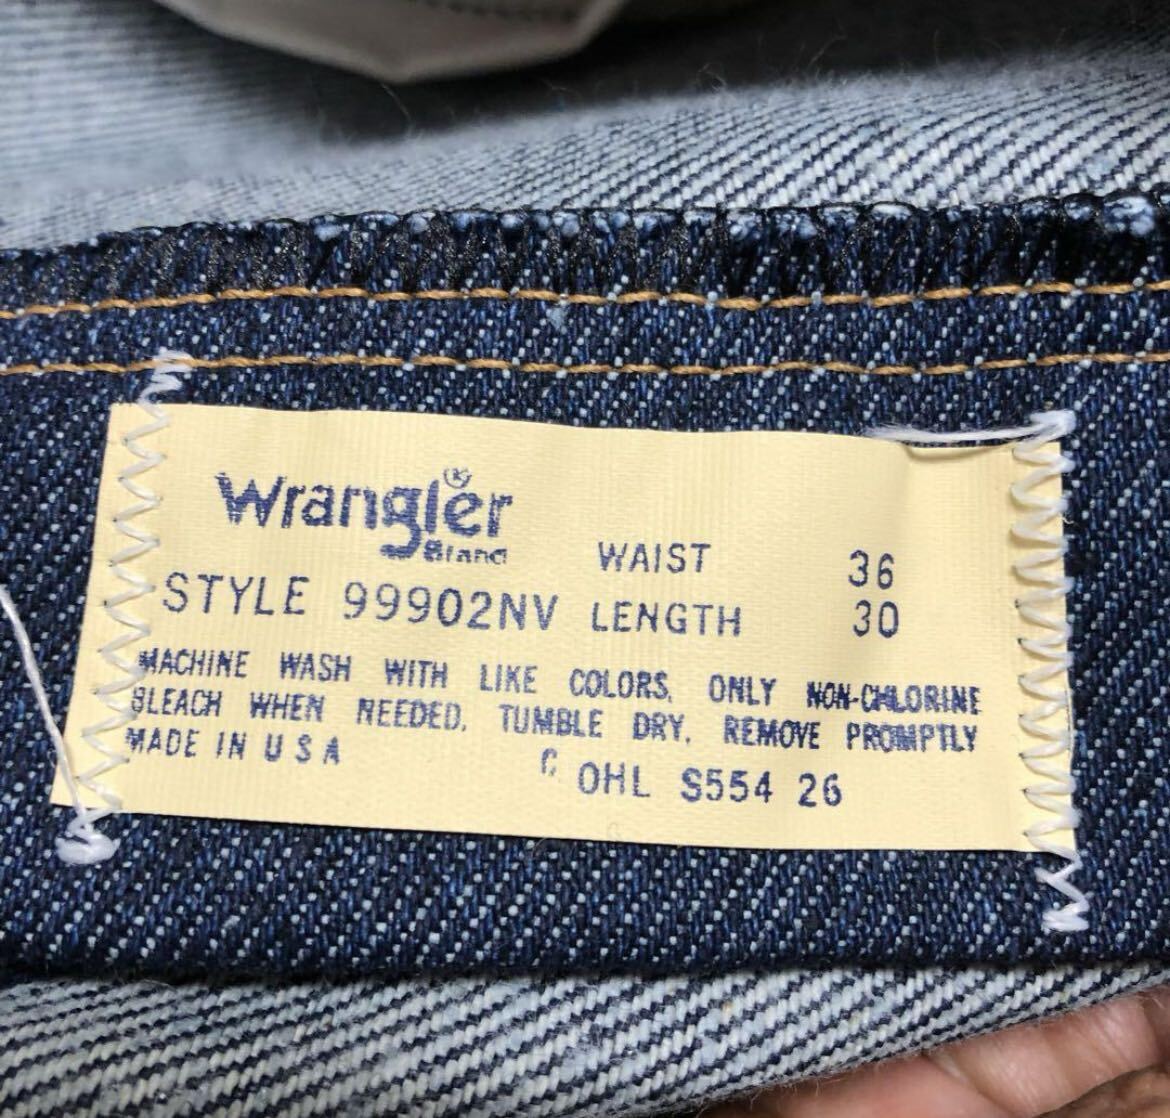 Wrangler®
Brand
WAIST 36
STYLE 99902NV LENGTH 30
MACHINE WASH WITH LIKE COLORS. ONLY NON-CHLORINE
BLEACH WHEN NEEDED. TUMBLE DRY. REMOVE PROMPTLY
MADE IN U S A
C OHL S554 26